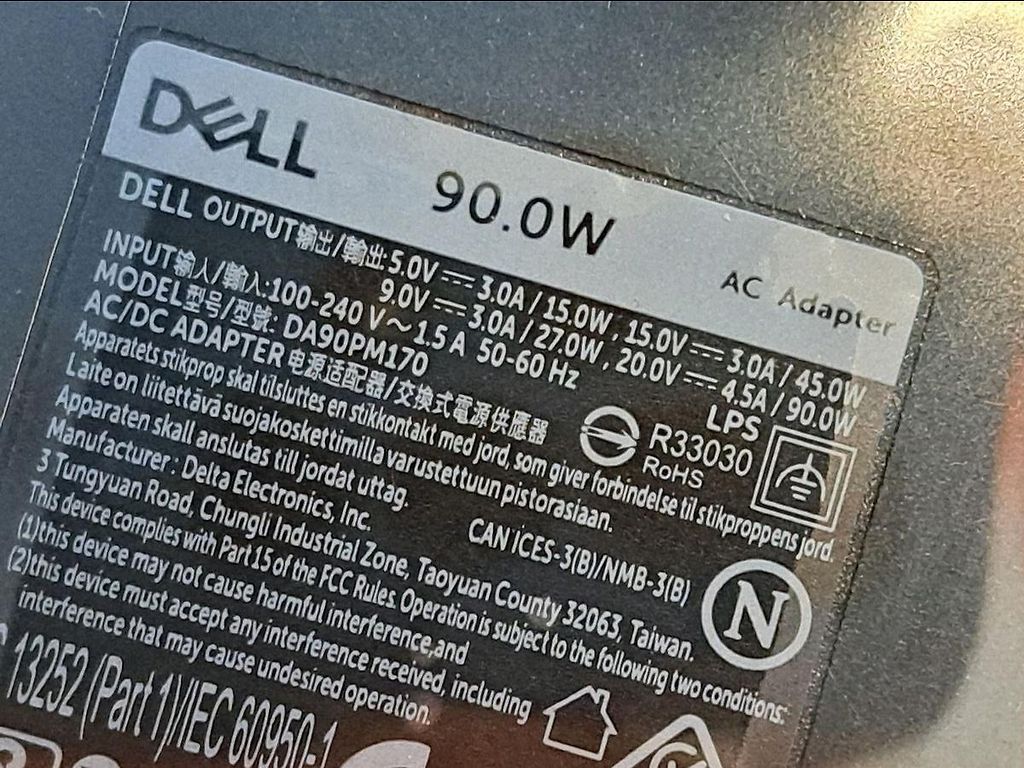 DELL 90.0W AC Adapter
DELL OUTPUT输出/輸出:5.0V⎓3.0A/15.0W, 15.0V⎓3.0A/45.0W
9.0V⎓3.0A/27.0W, 20.0V⎓4.5A/90.0W
INPUT输入/輸入:100-240 V~1.5A 50-60 Hz LPS
MODEL型号/型號: DA90PM170
AC/DC ADAPTER 电源适配器/交換式電源供應器 R33030
RoHS
Apparatets stikprop skal tilsluttes en stikkontakt med jord, som giver forbindelse til stikproppens jord.
Laite on liitettävä suojakoskettimilla varustettuun pistorasiaan.
Apparaten skall anslutas till jordat uttag.
CAN ICES-3(B)/NMB-3(B)
Manufacturer: Delta Electronics, Inc.
3 Tungyuan Road, Chungli Industrial Zone, Taoyuan County 32063, Taiwan.
N
This device complies with Part 15 of the FCC Rules. Operation is subject to the following two conditions:
(1)this device may not cause harmful interference,and
(2)this device must accept any interference received, including
interference that may cause undesired operation.
13252 (Part 1)/IEC 60950-1